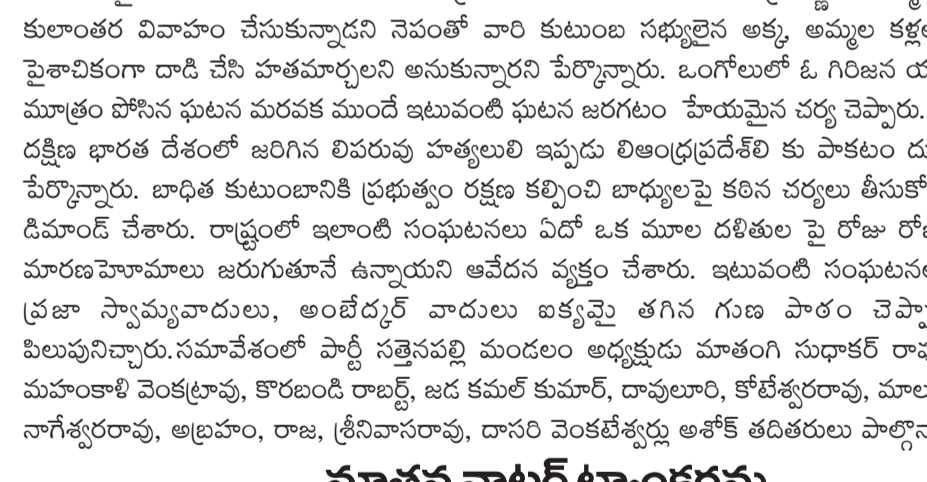 కులాంతర వివాహం చేసుకున్నాడని నెపంతో వారి కుటుంబ సభ్యులైన అక్క, అమ్మల
పైశాచికంగా దాడి చేసి హతమార్చలని అనుకున్నారని పేర్కొన్నారు. ఒంగోలులో ఓ గిరిజన
మూత్రం పోసిన ఘటన మరవక ముందే ఇటువంటి ఘటన జరగటం హేయమైన చర్య చెప్పారు.
దక్షిణ భారత దేశంలో జరిగిన లిపరువు హత్యలులి ఇప్పడు లిఆంధ్రప్రదేశ్‌లి కు పాకటం
పేర్కొన్నారు. బాధిత కుటుంబానికి ప్రభుత్వం రక్షణ కల్పించి బాధ్యులపై కఠిన చర్యలు
డిమాండ్ చేశారు. రాష్ట్రంలో ఇలాంటి సంఘటనలు ఏదో ఒక మూల దళితుల పై రోజు
మారణహెూమాలు జరుగుతూనే ఉన్నాయని ఆవేదన వ్యక్తం చేశారు. ఇటువంటి
ప్రజా స్వామ్యవాదులు, అంబేద్కర్ వాదులు ఐక్యమై తగిన గుణ పాఠం
పిలుపునిచ్చారు.సమావేశంలో పార్టీ సత్తెనపల్లి మండలం అధ్యక్షుడు మాతంగి సుధాకర్
మహంకాళి వెంకట్రావు, కొరబండి రాబర్ట్, జడ కమల్ కుమార్, దావులూరి, కోటేశ్వరరావు,
నాగేశ్వరరావు, అబ్రహం, రాజ, శ్రీనివాసరావు, దాసరి వెంకటేశ్వర్లు అశోక్ తదితరులు